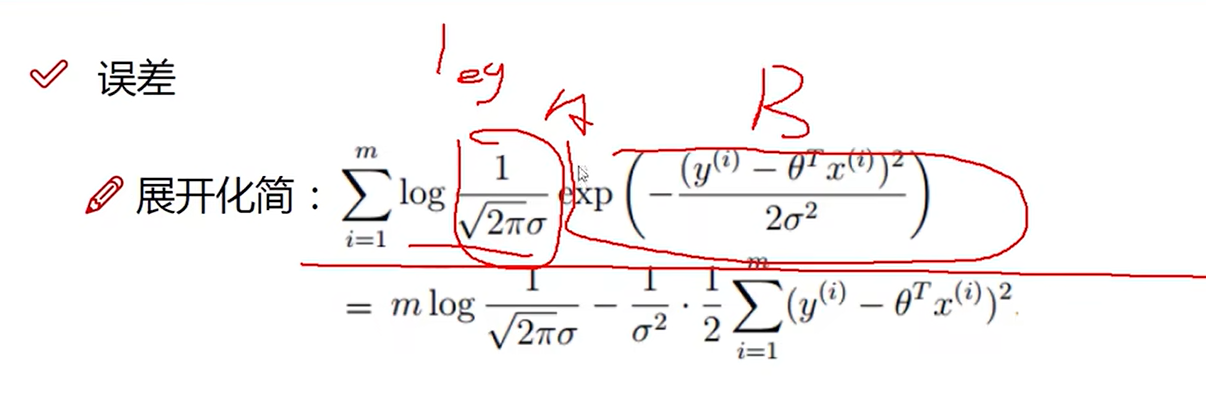 log A B
误差
展开化简：$\sum_{i=1}^{m} \log \frac{1}{\sqrt{2\pi}\sigma} \exp\left(-\frac{(y^{(i)} - \theta^T x^{(i)})^2}{2\sigma^2}\right)$
$= m \log \frac{1}{\sqrt{2\pi}\sigma} - \frac{1}{\sigma^2} \cdot \frac{1}{2} \sum_{i=1}^{m} (y^{(i)} - \theta^T x^{(i)})^2.$